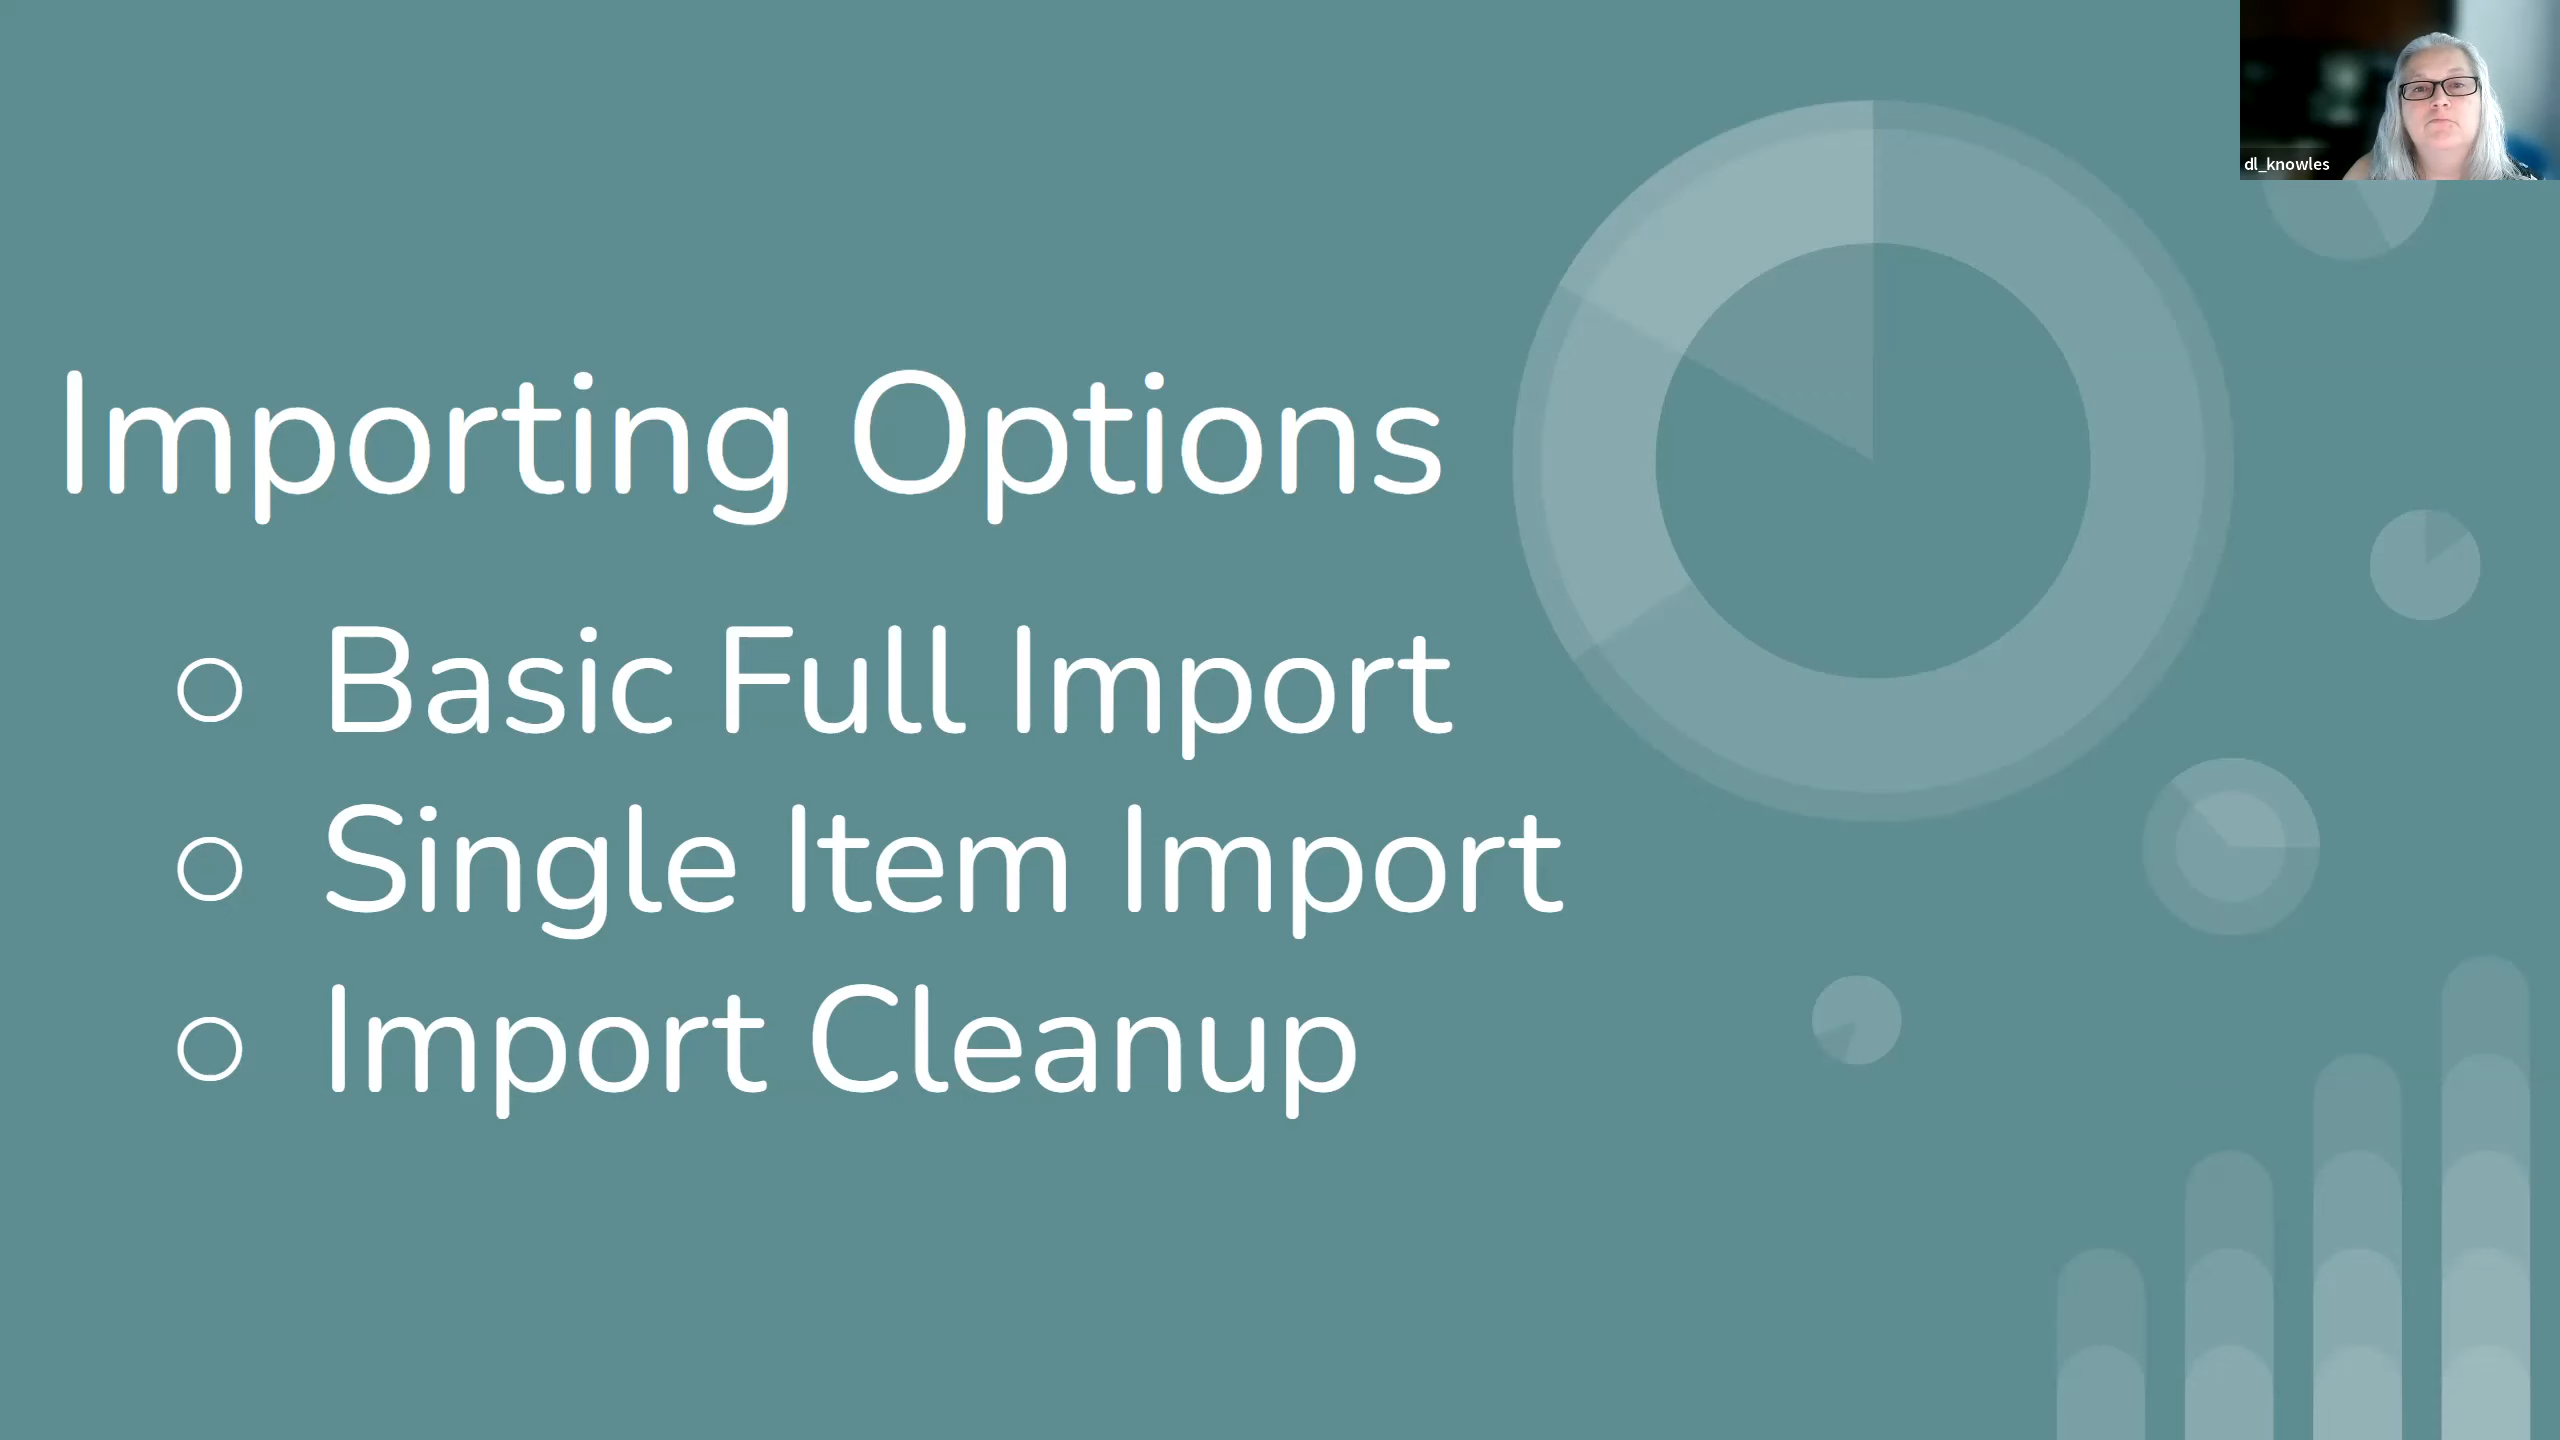 dl_knowles
Importing Options
Basic Full Import
Single Item Import
Import Cleanup